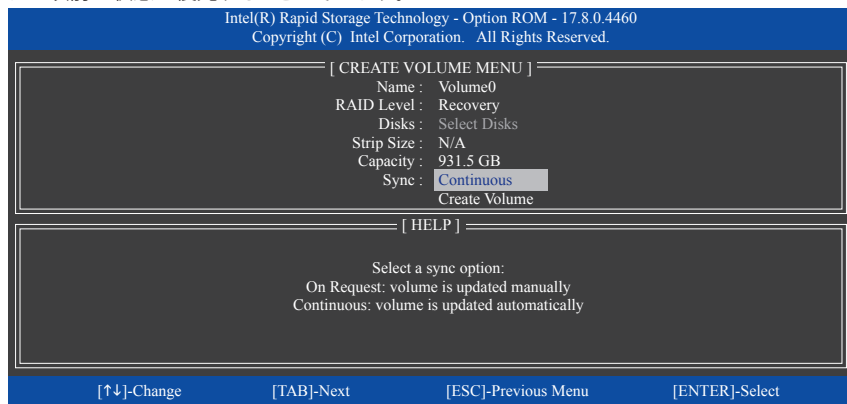 Intel(R) Rapid Storage Technology - Option ROM - 17.8.0.4460
Copyright (C) Intel Corporation. All Rights Reserved.
[ CREATE VOLUME MENU ]
Name : Volume0
RAID Level : Recovery
Disks : Select Disks
Strip Size : N/A
Capacity : 931.5 GB
Sync : Continuous
Create Volume
[ HELP ]
Select a sync option:
On Request: volume is updated manually
Continuous: volume is updated automatically
[↑↓]-Change [TAB]-Next [ESC]-Previous Menu [ENTER]-Select